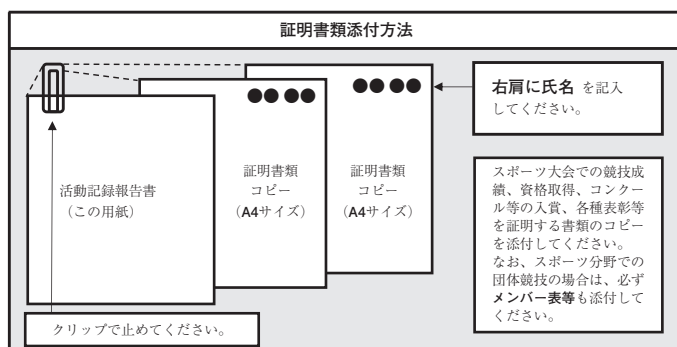 証明書類添付方法
●●●●
●●●●
右肩に氏名 を記入
してください。
活動記録報告書
(この用紙)
証明書類
コピー
(A4サイズ)
証明書類
コピー
(A4サイズ)
スポーツ大会での競技成
績、資格取得、コンクー
ル等の入賞、各種表彰等
を証明する書類のコピー
を添付してください。
なお、スポーツ分野での
団体競技の場合は、必ず
メンバー表等も添付して
ください。
クリップで止めてください。